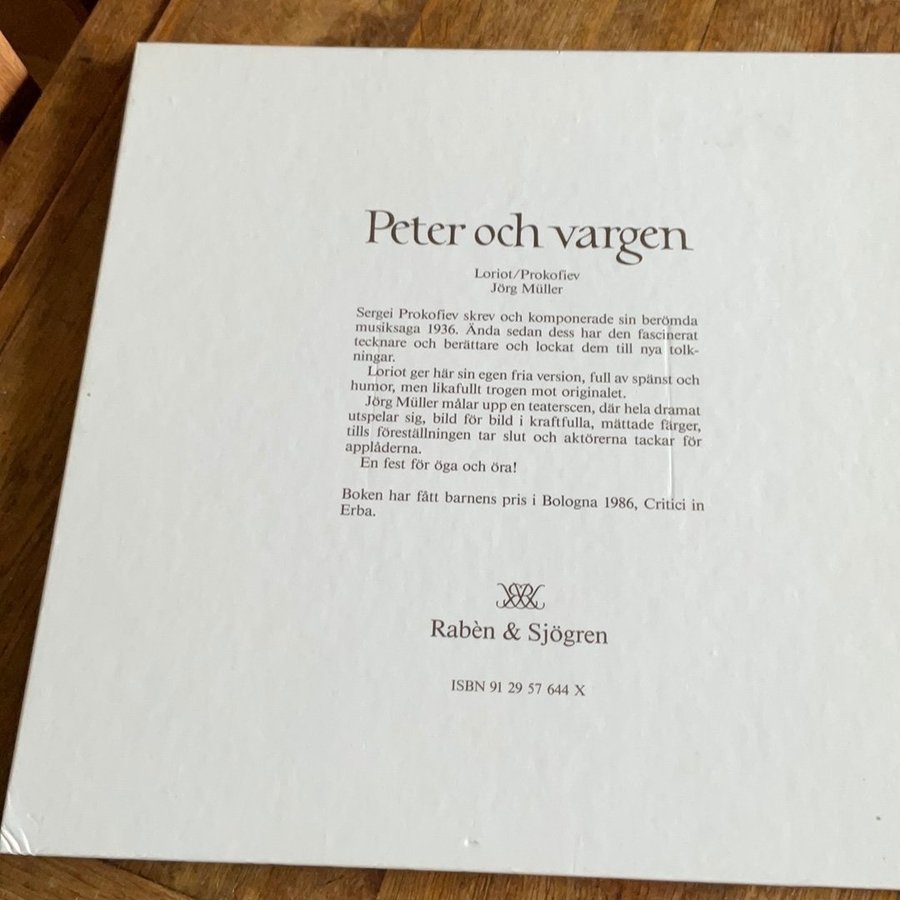 Peter och vargen
Loriot/Prokofiev
Jörg Müller
Sergei Prokofiev skrev och komponerade sin berömda
musiksaga 1936. Ända sedan dess har den fascinerat
tecknare och berättare och lockat dem till nya tolk-
ningar.
Loriot ger här sin egen fria version, full av spänst och
humor, men likafullt trogen mot originalet.
Jörg Müller målar upp en teaterscen, där hela dramat
utspelar sig, bild för bild i kraftfulla, mättade färger,
tills föreställningen tar slut och aktörerna tackar för
applåderna.
En fest för öga och öra!
Boken har fått barnens pris i Bologna 1986, Critici in
Erba.
Rabèn & Sjögren
ISBN 91 29 57 644 X